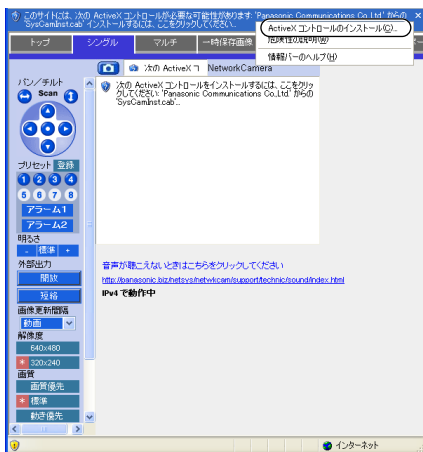 このサイトには、次の ActiveX コントロールが必要な可能性があります: 'Panasonic Communications Co.,Ltd' からの
'SysCamInst.cab' インストールするには、ここをクリックしてください...
ActiveX コントロールのインストール(C)...
危険性の説明(W)
情報バーのヘルプ(H)
トップ
シングル
マルチ
一時保存画像
次の ActiveX コ
NetworkCamera
パン/チルト
Scan
次の ActiveX コントロールをインストールするには、ここをクリッ
クしてください: 'Panasonic Communications Co.,Ltd' からの
'SysCamInst.cab'...
プリセット 登録
1 2 3 4
5 6 7 8
アラーム1
アラーム2
明るさ
- 標準 +
外部出力
開放
短絡
画像更新間隔
動画
解像度
640x480
* 320x240
画質
画質優先
* 標準
動き優先
音声が聴こえないときはこちらをクリックしてください
http://panasonic.biz/netsys/netwkcam/support/technic/sound/index.html
IPv4 で動作中
インターネット